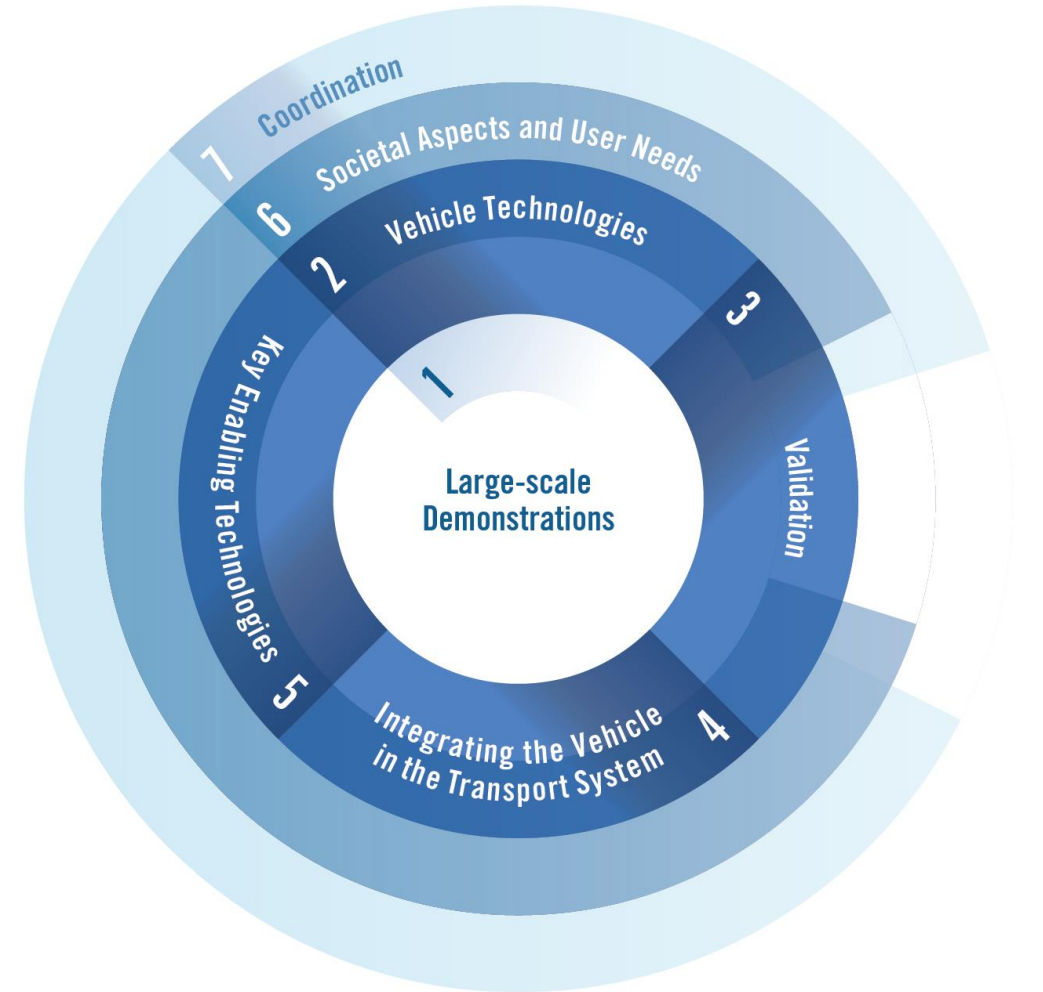 7
Coordination
6
Societal Aspects and User Needs
2
Vehicle Technologies
3
1
Key Enabling Technologies
Validation
Large-scale
Demonstrations
5
4
Integrating the Vehicle
in the Transport System